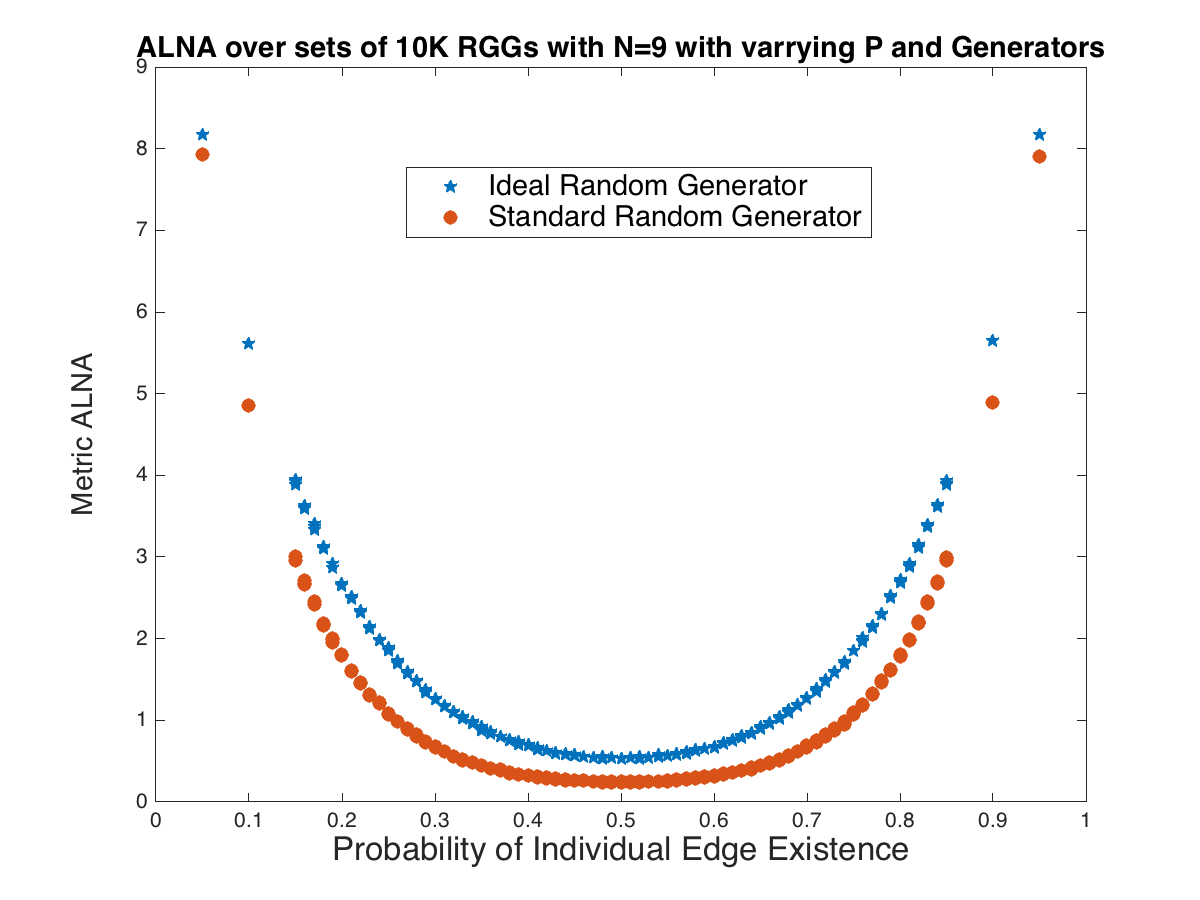 ALNA over sets of 10K RGGs with N=9 with varrying P and Generators
9
8
7
6
5
4
3
2
1
0
Metric ALNA
Ideal Random Generator
Standard Random Generator
0 0.1 0.2 0.3 0.4 0.5 0.6 0.7 0.8 0.9 1
Probability of Individual Edge Existence